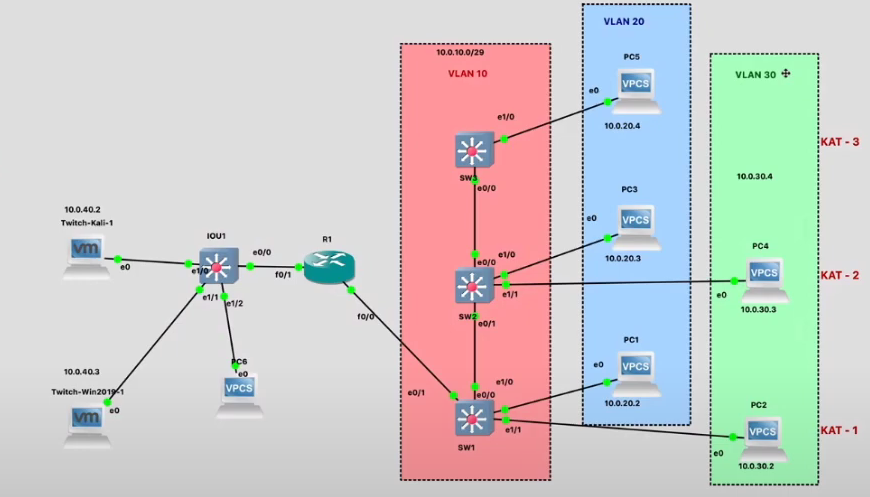 VLAN 20
10.0.10.0/29
VLAN 10
PC5
VPCS
e0
10.0.20.4
e1/0
SW3
e0/0
VLAN 30
KAT - 3
10.0.30.4
10.0.40.2
Twitch-Kali-1
vm
e0
IOU1
e1/0
e0/0
e1/1
e1/2
R1
f0/1
f0/0
PC3
VPCS
e0
10.0.20.3
e1/0
e0/0
e1/1
SW2
e0/1
PC4
VPCS
e0
10.0.30.3
KAT - 2
10.0.40.3
Twitch-Win2019-1
vm
e0
PC6
e0
VPCS
PC1
VPCS
e0
10.0.20.2
e0/1
e1/0
e0/0
e1/1
SW1
PC2
VPCS
e0
10.0.30.2
KAT - 1